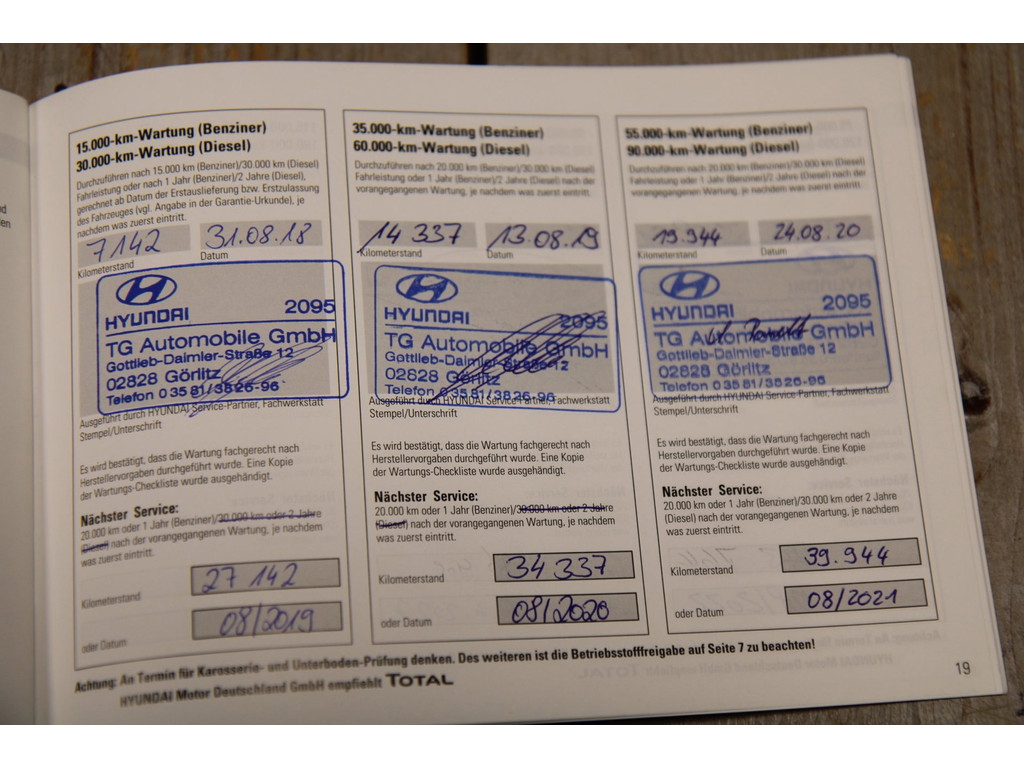 15.000-km-Wartung (Benziner)
30.000-km-Wartung (Diesel)
Durchzuführen nach 15.000 km (Benziner)/30.000 km (Diesel)
Fahrleistung oder nach 1 Jahr (Benziner)/2 Jahre (Diesel),
gerechnet ab Datum der Erstauslieferung bzw. Erstzulassung
des Fahrzeuges (vgl. Angabe in der Garantie-Urkunde), je
nachdem was zuerst eintritt.
7142 31.08.18
Kilometerstand Datum
HYUNDAI 2095
TG Automobile GmbH
Gottlieb-Daimler-Straße 12
02828 Görlitz
Telefon 0 35 81/38 26-96
Ausgeführt durch HYUNDAI Service-Partner, Fachwerkstatt
Stempel/Unterschrift
Es wird bestätigt, dass die Wartung fachgerecht nach
Herstellervorgaben durchgeführt wurde. Eine Kopie
der Wartungs-Checkliste wurde ausgehändigt.
Nächster Service:
20.000 km oder 1 Jahr (Benziner)/30.000 km oder 2 Jahre
(Diesel) nach der vorangegangenen Wartung, je nachdem
was zuerst eintritt.
Kilometerstand 27 142
oder Datum 08/2019
35.000-km-Wartung (Benziner)
60.000-km-Wartung (Diesel)
Durchzuführen nach 20.000 km (Benziner)/30.000 km (Diesel)
Fahrleistung oder 1 Jahr (Benziner)/2 Jahre (Diesel) nach der
vorangegangenen Wartung, je nachdem was zuerst eintritt.
14 337 13.08.19
Kilometerstand Datum
HYUNDAI 2095
TG Automobile GmbH
Gottlieb-Daimler-Straße 12
02828 Görlitz
Telefon 0 35 81/38 26-96
Ausgeführt durch HYUNDAI Service-Partner, Fachwerkstatt
Stempel/Unterschrift
Es wird bestätigt, dass die Wartung fachgerecht nach
Herstellervorgaben durchgeführt wurde. Eine Kopie
der Wartungs-Checkliste wurde ausgehändigt.
Nächster Service:
20.000 km oder 1 Jahr (Benziner)/30.000 km oder 2 Jahre
(Diesel) nach der vorangegangenen Wartung, je nachdem
was zuerst eintritt.
Kilometerstand 34 337
oder Datum 08/2020
55.000-km-Wartung (Benziner)
90.000-km-Wartung (Diesel)
Durchzuführen nach 20.000 km (Benziner)/30.000 km (Diesel)
Fahrleistung oder 1 Jahr (Benziner)/2 Jahre (Diesel) nach der
vorangegangenen Wartung, je nachdem was zuerst eintritt.
19.944 24.08.20
Kilometerstand Datum
HYUNDAI 2095
TG Automobile GmbH
Gottlieb-Daimler-Straße 12
02828 Görlitz
Telefon 0 35 81/38 26-96
Ausgeführt durch HYUNDAI Service-Partner, Fachwerkstatt
Stempel/Unterschrift
Es wird bestätigt, dass die Wartung fachgerecht nach
Herstellervorgaben durchgeführt wurde. Eine Kopie
der Wartungs-Checkliste wurde ausgehändigt.
Nächster Service:
20.000 km oder 1 Jahr (Benziner)/30.000 km oder 2 Jahre
(Diesel) nach der vorangegangenen Wartung, je nachdem
was zuerst eintritt.
Kilometerstand 39.944
oder Datum 08/2021
Achtung: An Termin für Karosserie- und Unterboden-Prüfung denken. Des weiteren ist die Betriebsstofffreigabe auf Seite 7 zu beachten!
HYUNDAI Motor Deutschland GmbH empfiehlt TOTAL
19